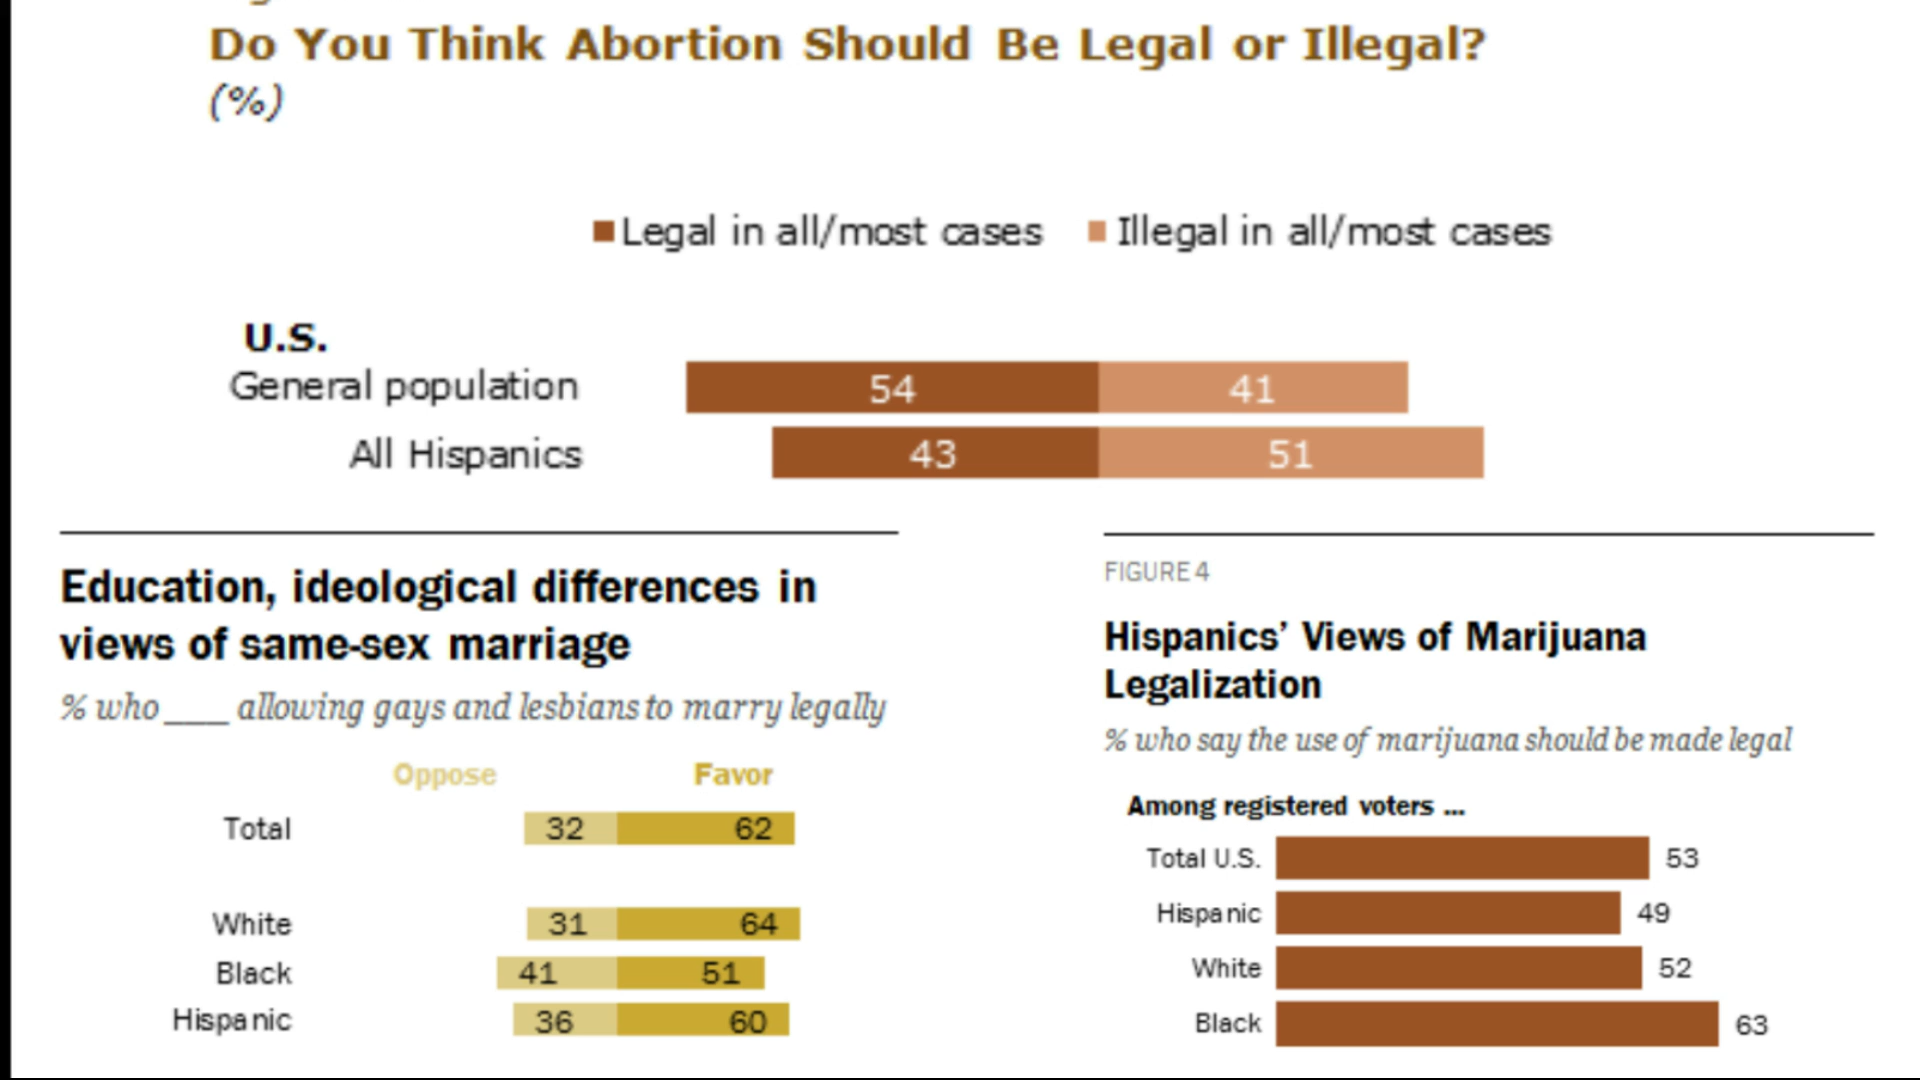 Do You Think Abortion Should Be Legal or Illegal?
(%)
Legal in all/most cases Illegal in all/most cases
U.S.
General population 54 41
All Hispanics 43 51
Education, ideological differences in
views of same-sex marriage
% who ___ allowing gays and lesbians to marry legally
Oppose Favor
Total 32 62
White 31 64
Black 41 51
Hispanic 36 60
FIGURE 4
Hispanics' Views of Marijuana
Legalization
% who say the use of marijuana should be made legal
Among registered voters ...
Total U.S. 53
Hispanic 49
White 52
Black 63